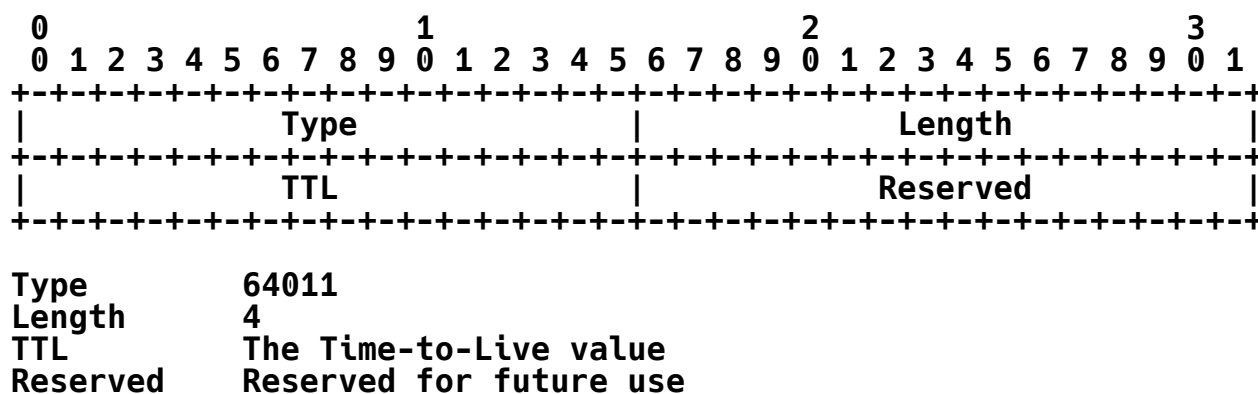 0                   1                   2                   3
 0 1 2 3 4 5 6 7 8 9 0 1 2 3 4 5 6 7 8 9 0 1 2 3 4 5 6 7 8 9 0 1
+-+-+-+-+-+-+-+-+-+-+-+-+-+-+-+-+-+-+-+-+-+-+-+-+-+-+-+-+-+-+-+-+
|             Type              |             Length            |
+-+-+-+-+-+-+-+-+-+-+-+-+-+-+-+-+-+-+-+-+-+-+-+-+-+-+-+-+-+-+-+-+
|             TTL               |            Reserved           |
+-+-+-+-+-+-+-+-+-+-+-+-+-+-+-+-+-+-+-+-+-+-+-+-+-+-+-+-+-+-+-+-+
Type        64011
Length      4
TTL         The Time-to-Live value
Reserved    Reserved for future use